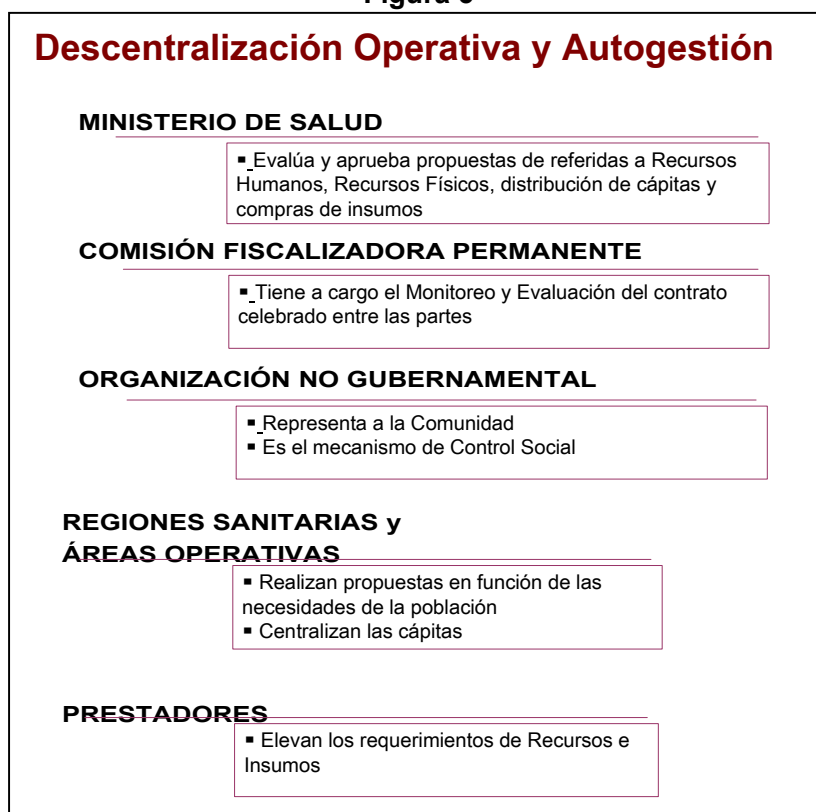 Descentralización Operativa y Autogestión
MINISTERIO DE SALUD
▪ Evalúa y aprueba propuestas de referidas a Recursos
Humanos, Recursos Físicos, distribución de cápitas y
compras de insumos
COMISIÓN FISCALIZADORA PERMANENTE
▪ Tiene a cargo el Monitoreo y Evaluación del contrato
celebrado entre las partes
ORGANIZACIÓN NO GUBERNAMENTAL
▪ Representa a la Comunidad
▪ Es el mecanismo de Control Social
REGIONES SANITARIAS y
ÁREAS OPERATIVAS
▪ Realizan propuestas en función de las
necesidades de la población
▪ Centralizan las cápitas
PRESTADORES
▪ Elevan los requerimientos de Recursos e
Insumos